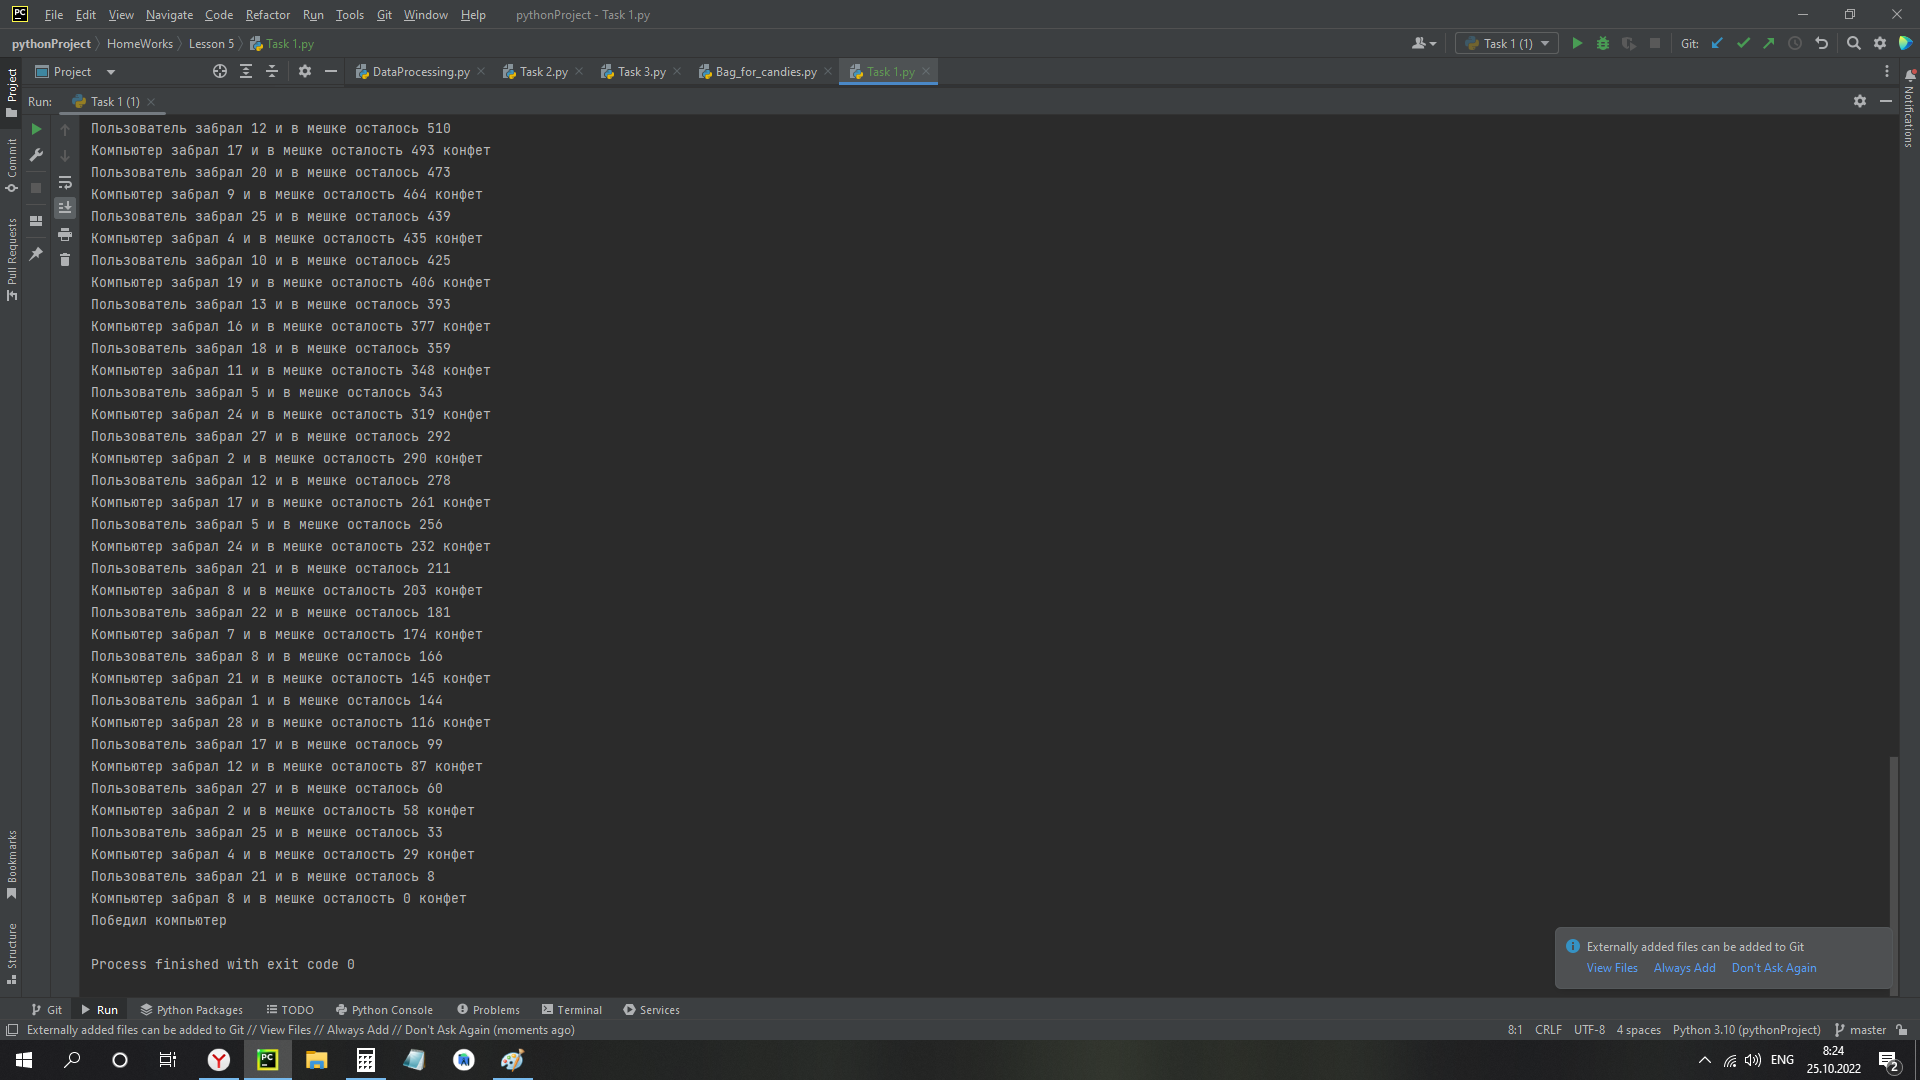 File Edit View Navigate Code Refactor Run Tools Git Window Help pythonProject - Task 1.py
pythonProject HomeWorks Lesson 5 Task 1.py Task 1 (1) Git:
Project DataProcessing.py Task 2.py Task 3.py Bag_for_candies.py Task 1.py
Run: Task 1 (1)
Пользователь забрал 12 и в мешке осталось 510
Компьютер забрал 17 и в мешке осталость 493 конфет
Пользователь забрал 20 и в мешке осталось 473
Компьютер забрал 9 и в мешке осталость 464 конфет
Пользователь забрал 25 и в мешке осталось 439
Компьютер забрал 4 и в мешке осталость 435 конфет
Пользователь забрал 10 и в мешке осталось 425
Компьютер забрал 19 и в мешке осталость 406 конфет
Пользователь забрал 13 и в мешке осталось 393
Компьютер забрал 16 и в мешке осталость 377 конфет
Пользователь забрал 18 и в мешке осталось 359
Компьютер забрал 11 и в мешке осталость 348 конфет
Пользователь забрал 5 и в мешке осталось 343
Компьютер забрал 24 и в мешке осталость 319 конфет
Пользователь забрал 27 и в мешке осталось 292
Компьютер забрал 2 и в мешке осталость 290 конфет
Пользователь забрал 12 и в мешке осталось 278
Компьютер забрал 17 и в мешке осталость 261 конфет
Пользователь забрал 5 и в мешке осталось 256
Компьютер забрал 24 и в мешке осталость 232 конфет
Пользователь забрал 21 и в мешке осталось 211
Компьютер забрал 8 и в мешке осталость 203 конфет
Пользователь забрал 22 и в мешке осталось 181
Компьютер забрал 7 и в мешке осталость 174 конфет
Пользователь забрал 8 и в мешке осталось 166
Компьютер забрал 21 и в мешке осталость 145 конфет
Пользователь забрал 1 и в мешке осталось 144
Компьютер забрал 28 и в мешке осталость 116 конфет
Пользователь забрал 17 и в мешке осталось 99
Компьютер забрал 12 и в мешке осталость 87 конфет
Пользователь забрал 27 и в мешке осталось 60
Компьютер забрал 2 и в мешке осталость 58 конфет
Пользователь забрал 25 и в мешке осталось 33
Компьютер забрал 4 и в мешке осталость 29 конфет
Пользователь забрал 21 и в мешке осталось 8
Компьютер забрал 8 и в мешке осталость 0 конфет
Победил компьютер
Process finished with exit code 0
Project
Commit
Pull Requests
Bookmarks
Structure
Notifications
Externally added files can be added to Git
View Files Always Add Don't Ask Again
Git Run Python Packages TODO Python Console Problems Terminal Services
Externally added files can be added to Git // View Files // Always Add // Don't Ask Again (moments ago) 8:1 CRLF UTF-8 4 spaces Python 3.10 (pythonProject) master
ENG 8:24
25.10.2022
2